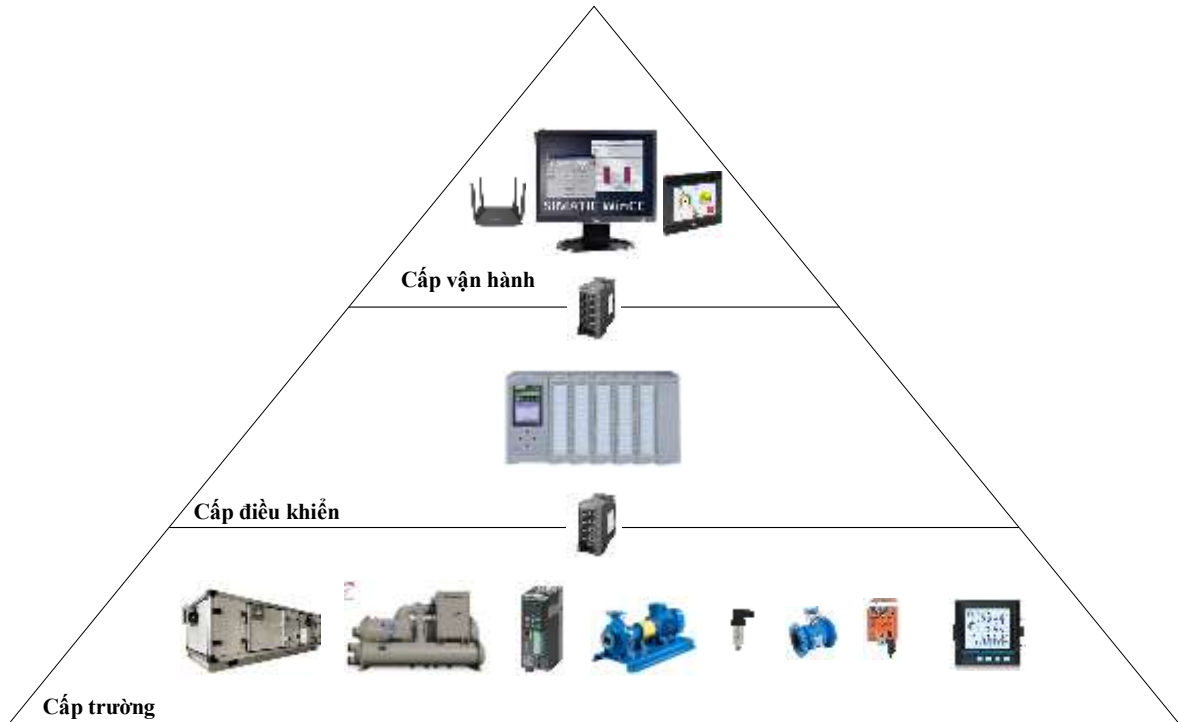 SIMATIC WinCC
Cấp vận hành
Cấp điều khiển
Cấp trường